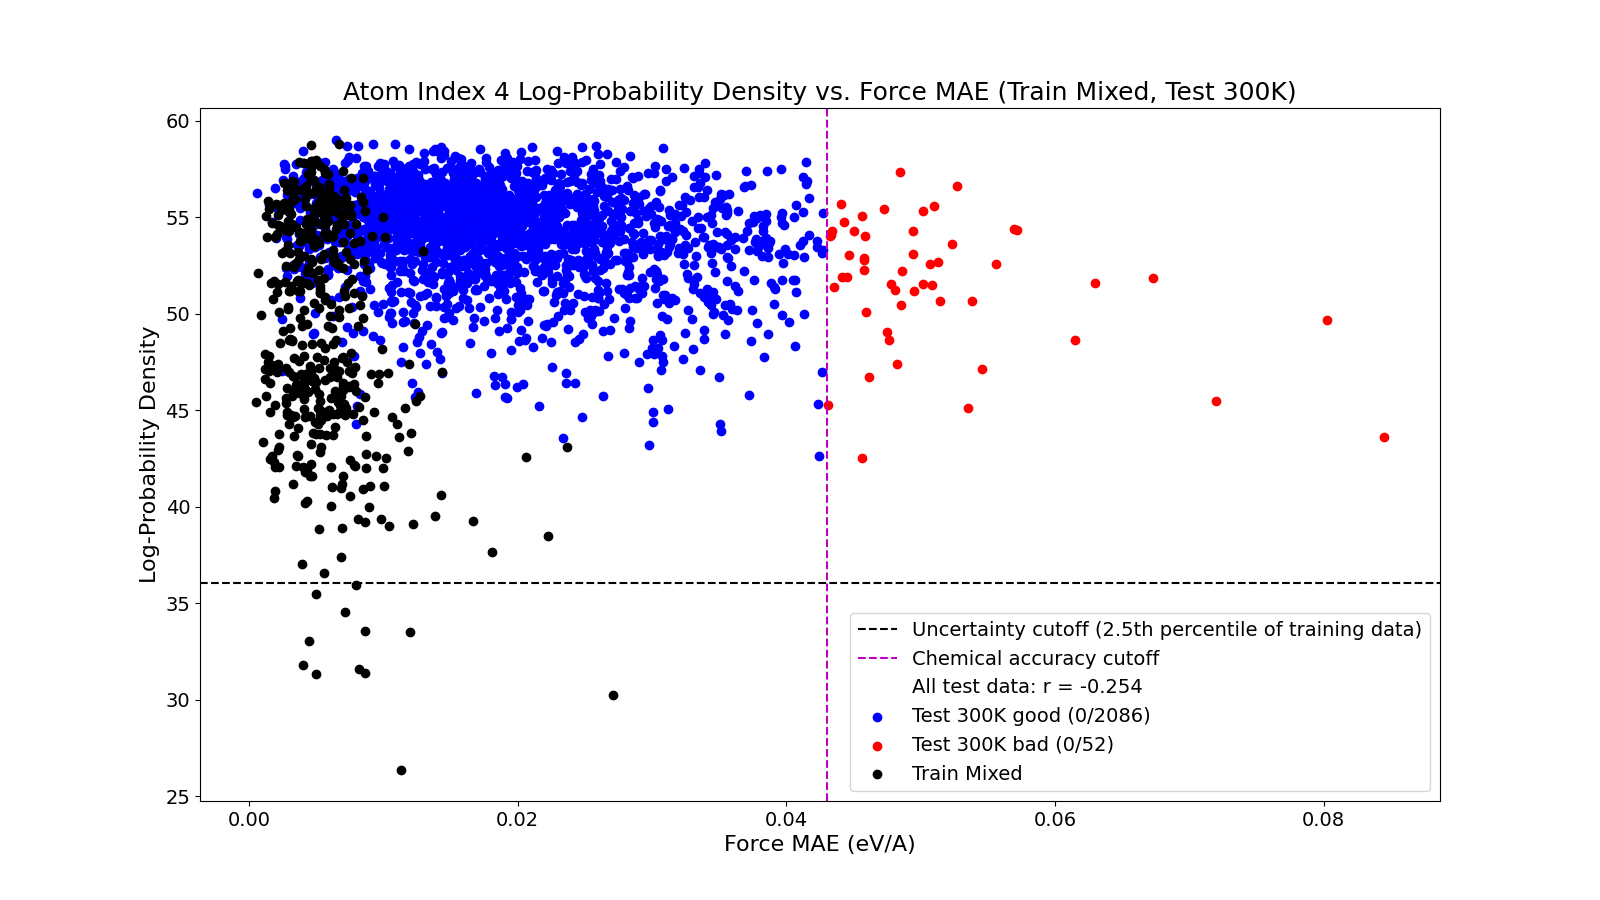 Atom Index 4 Log-Probability Density vs. Force MAE (Train Mixed, Test 300K)
Log-Probability Density
60
55
50
45
40
35
30
25
0.00
0.02
0.04
0.06
0.08
Force MAE (eV/A)
Uncertainty cutoff (2.5th percentile of training data)
Chemical accuracy cutoff
All test data: r = -0.254
Test 300K good (0/2086)
Test 300K bad (0/52)
Train Mixed